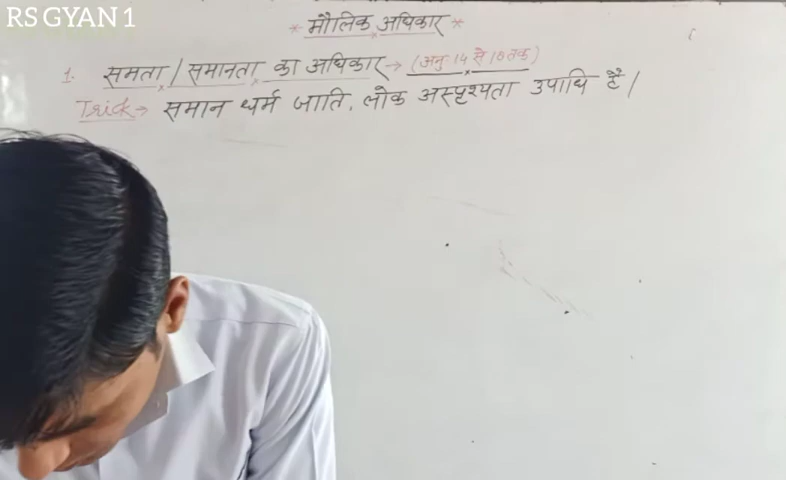 RS GYAN 1
* मौलिक अधिकार *
1. समता / समानता का अधिकार → (अनु 14 से 18 तक)
Trick → समान धर्म जाति, लोक अस्पृश्यता उपाधि है।